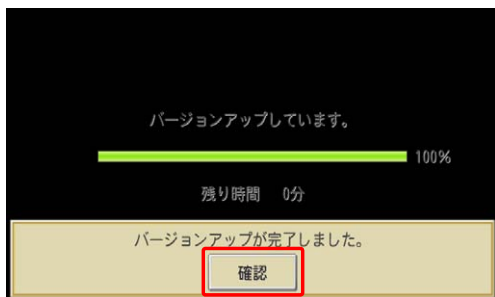 バージョンアップしています。
100%
残り時間 0分
バージョンアップが完了しました。
確認